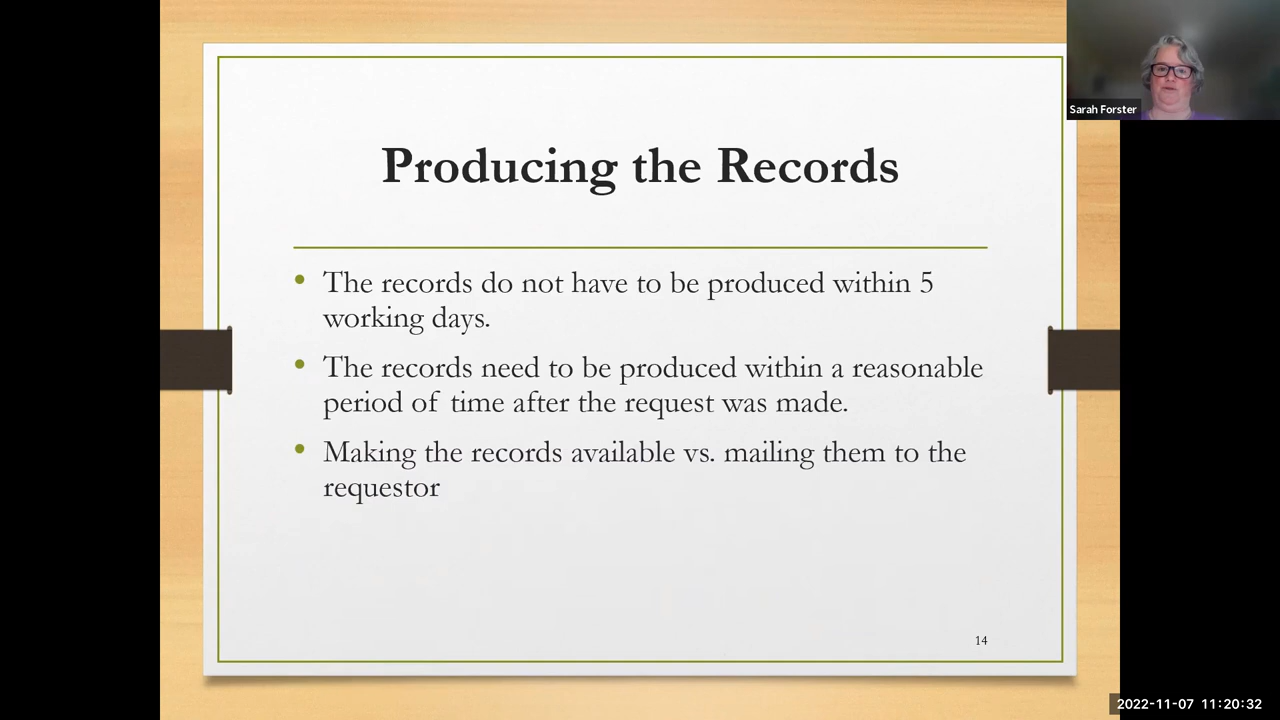 Sarah Forster
Producing the Records
• The records do not have to be produced within 5
working days.
• The records need to be produced within a reasonable
period of time after the request was made.
• Making the records available vs. mailing them to the
requestor
14
2022-11-07 11:20:32